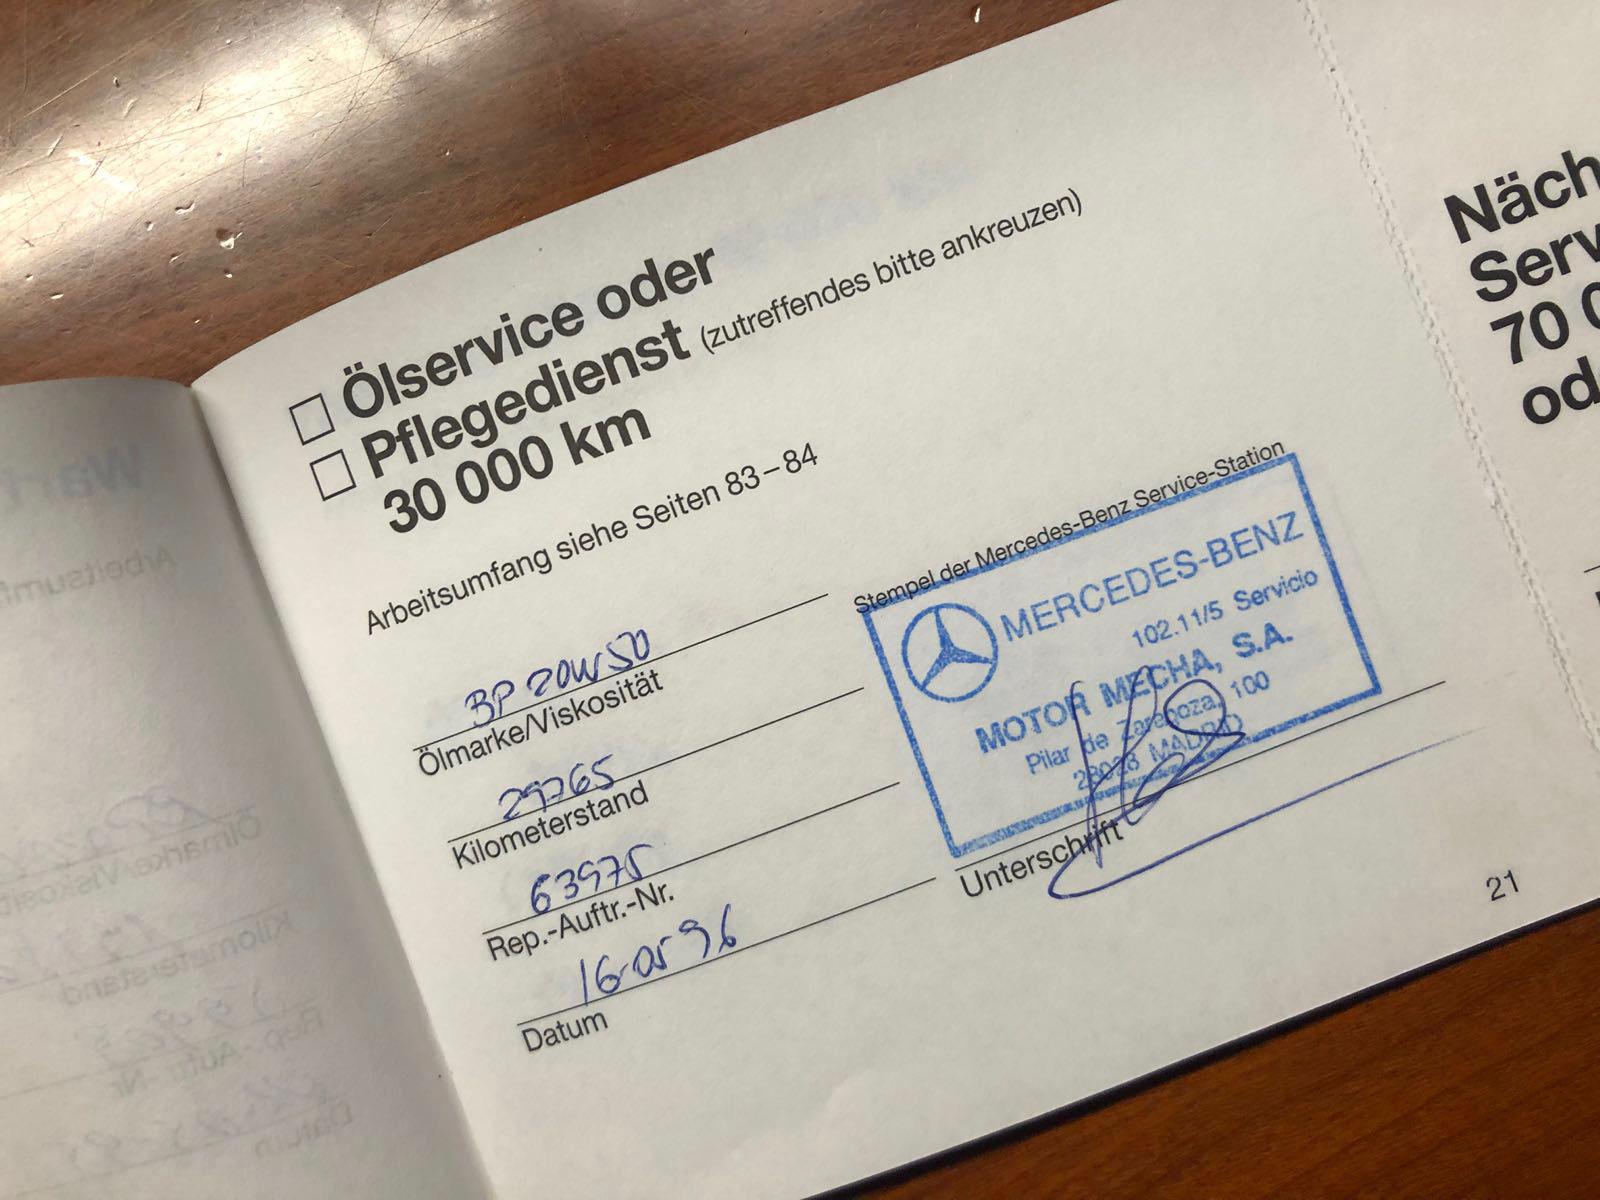 Ölservice oder
Pflegedienst (zutreffendes bitte ankreuzen)
30 000 km
Arbeitsumfang siehe Seiten 83–84
BP 20W50
Ölmarke/Viskosität
29765
Kilometerstand
63975
Rep.-Auftr.-Nr.
16-05 96
Datum
Stempel der Mercedes-Benz Service-Station
MERCEDES-BENZ
102.11/5 Servicio
MOTOR MECHA, S.A.
Pilar de Zaragoza, 100
28028 MADRID
Unterschrift
21
Näch
Serv
70 0
od